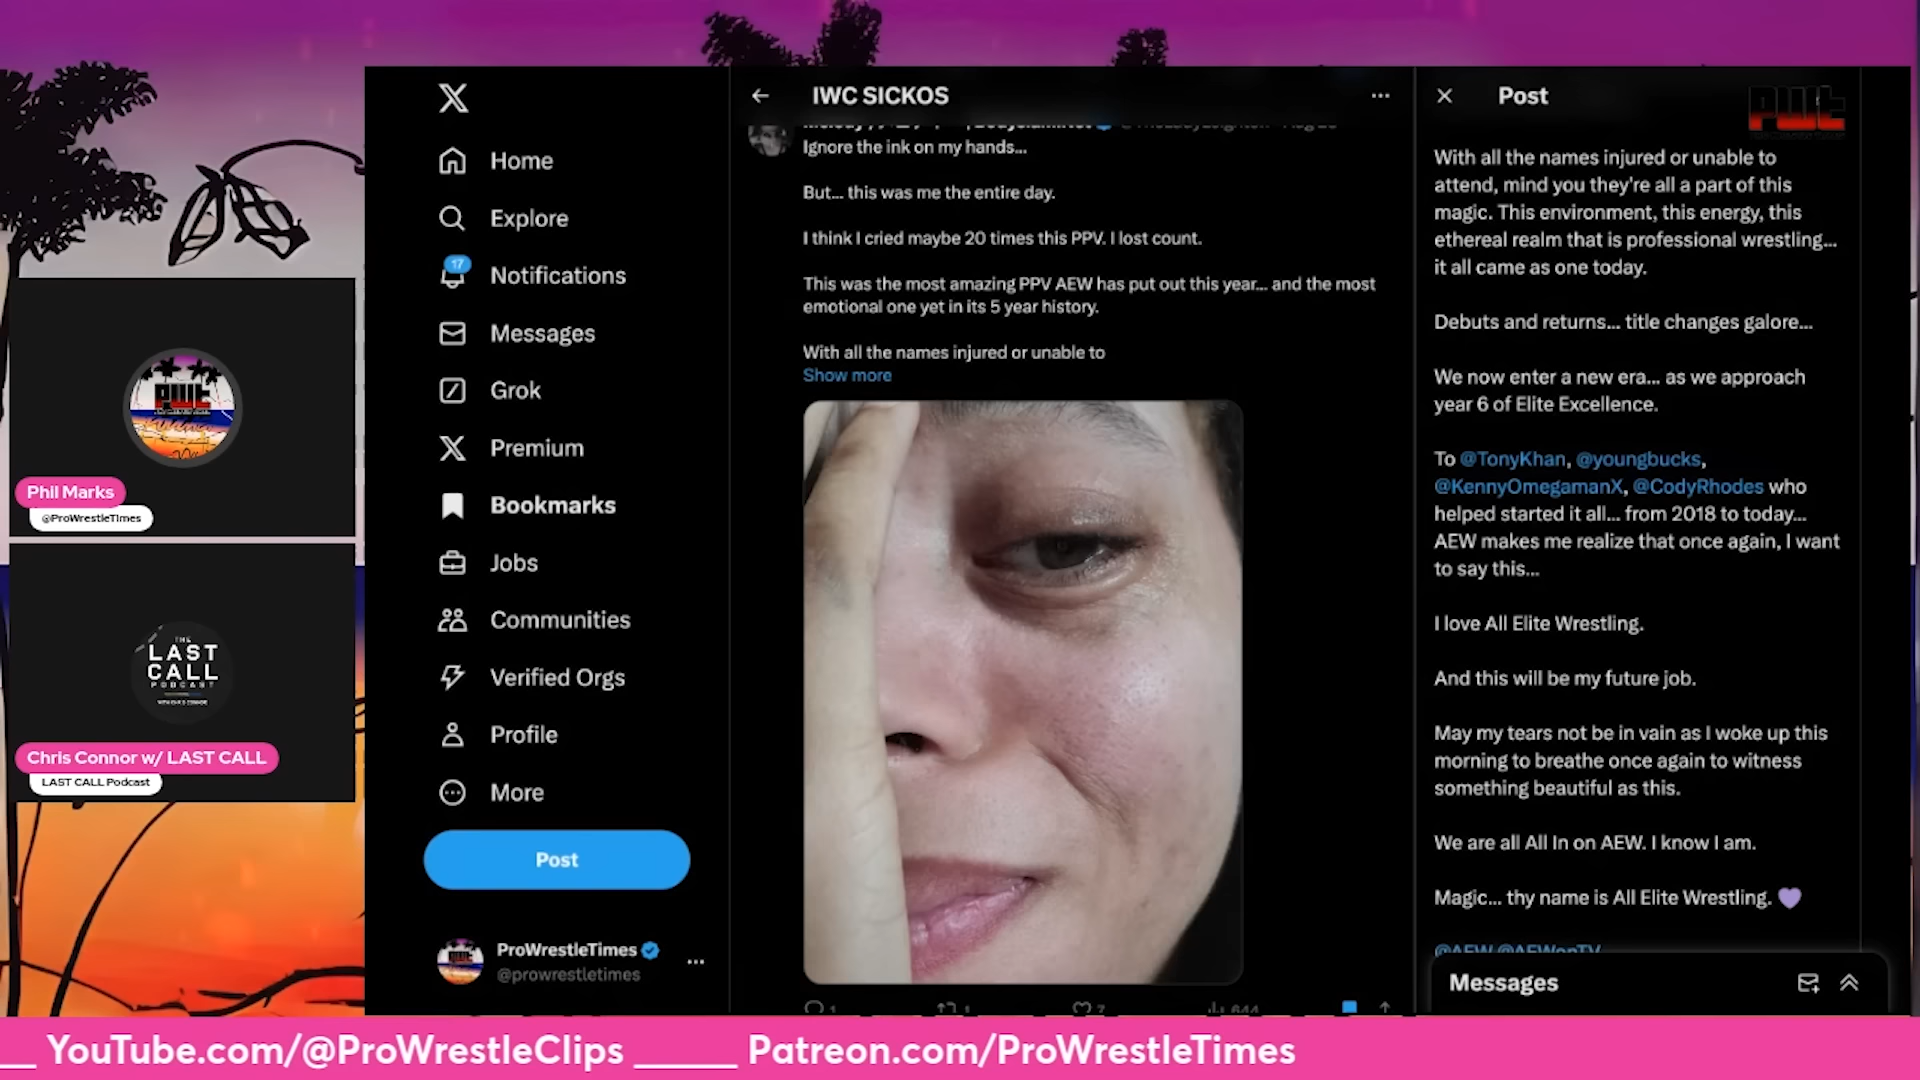 IWC SICKOS
Post
Home
Explore
17
Notifications
Messages
Grok
Premium
Bookmarks
Jobs
Communities
Verified Orgs
Profile
More
Post
ProWrestleTimes
@prowrestletimes
Ignore the ink on my hands...
But... this was me the entire day.
I think I cried maybe 20 times this PPV. I lost count.
This was the most amazing PPV AEW has put out this year... and the most
emotional one yet in its 5 year history.
With all the names injured or unable to
Show more
PWT
With all the names injured or unable to
attend, mind you they're all a part of this
magic. This environment, this energy, this
ethereal realm that is professional wrestling...
it all came as one today.
Debuts and returns... title changes galore...
We now enter a new era... as we approach
year 6 of Elite Excellence.
To @TonyKhan, @youngbucks,
@KennyOmegamanX, @CodyRhodes who
helped started it all... from 2018 to today...
AEW makes me realize that once again, I want
to say this...
I love All Elite Wrestling.
And this will be my future job.
May my tears not be in vain as I woke up this
morning to breathe once again to witness
something beautiful as this.
We are all All In on AEW. I know I am.
Magic... thy name is All Elite Wrestling. 💜
@AEW @AEWonTV
Messages
PWT
Phil Marks
@ProWrestleTimes
THE
LAST
CALL
PODCAST
Chris Connor w/ LAST CALL
LAST CALL Podcast
YouTube.com/@ProWrestleClips _____ Patreon.com/ProWrestleTimes